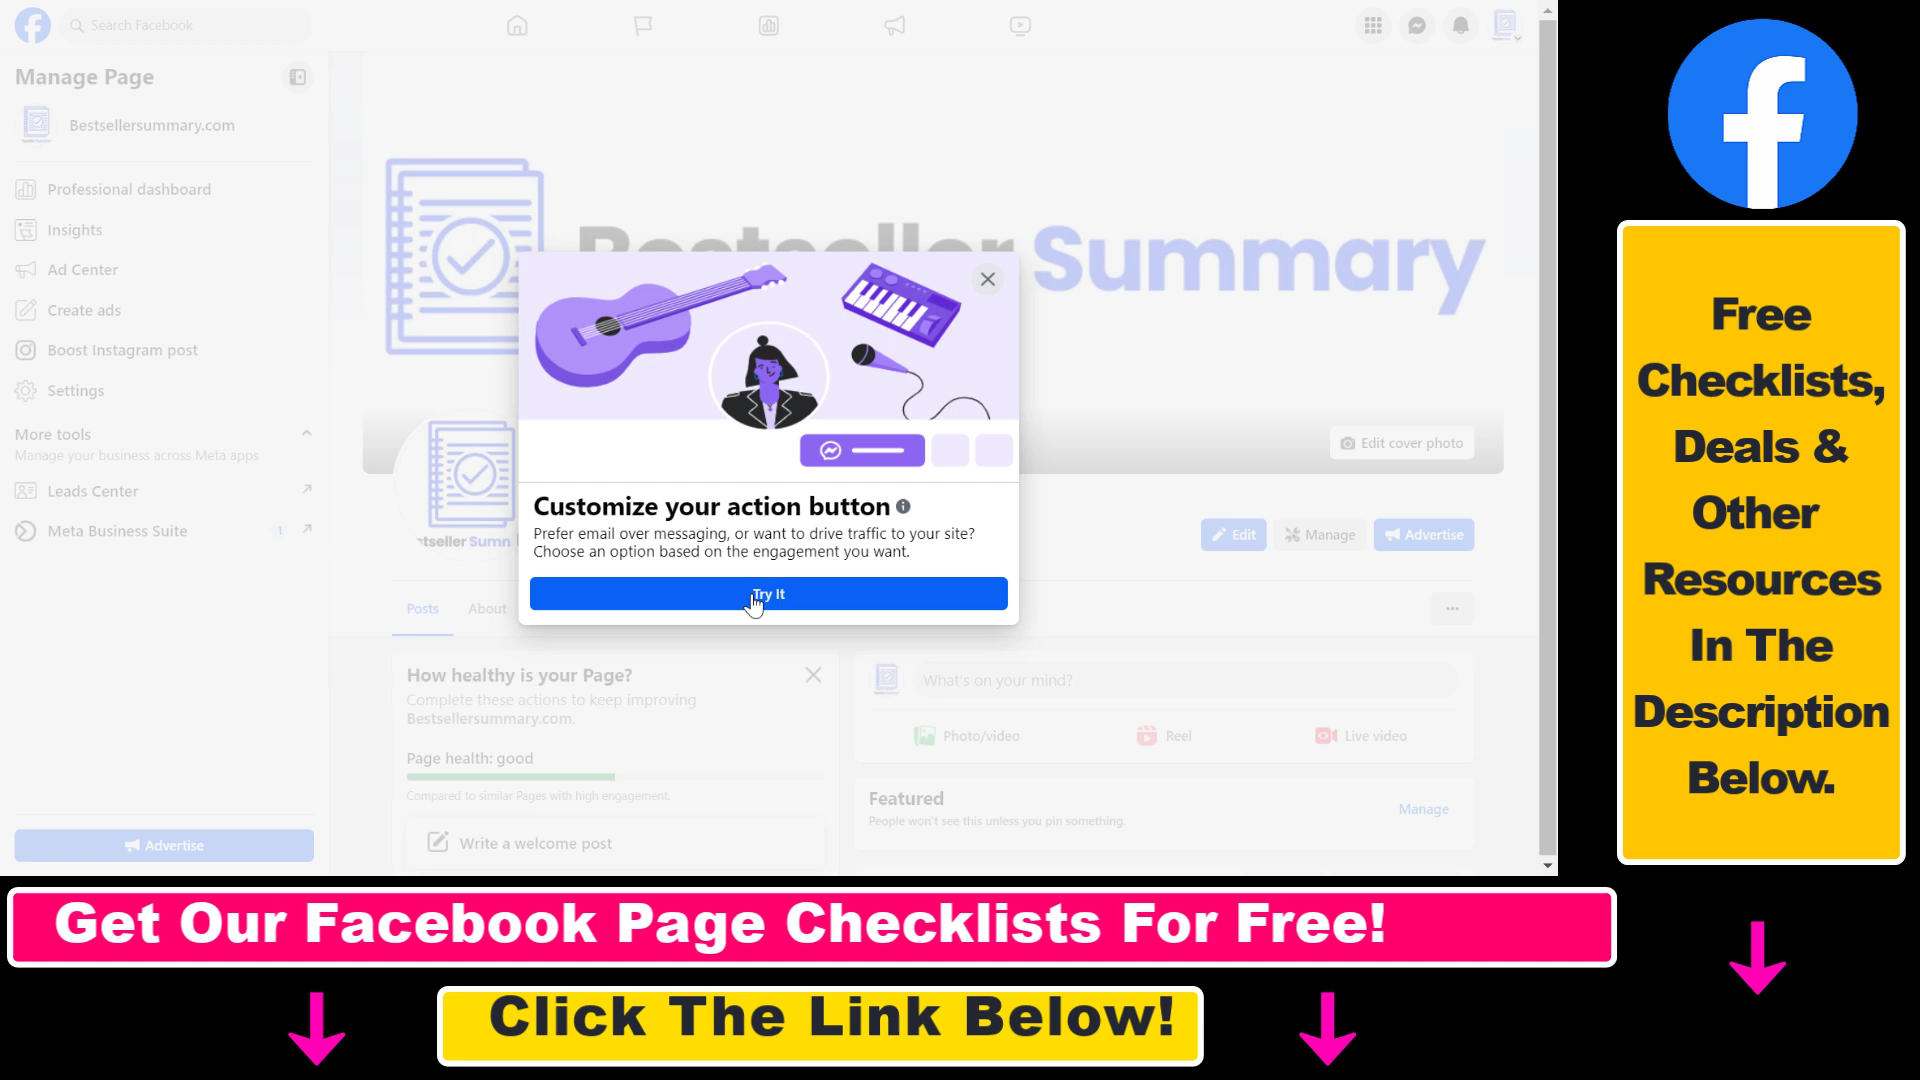 Search Facebook
Manage Page
Bestsellersummary.com
Professional dashboard
Insights
Ad Center
Create ads
Boost Instagram post
Settings
More tools
Manage your business across Meta apps
Leads Center
Meta Business Suite
1
Advertise
Bestseller Summary
Edit cover photo
tseller Sumn
Edit
Manage
Advertise
Customize your action button
Prefer email over messaging, or want to drive traffic to your site?
Choose an option based on the engagement you want.
Try It
Posts
About
How healthy is your Page?
Complete these actions to keep improving
Bestsellersummary.com.
Page health: good
Compared to similar Pages with high engagement.
Write a welcome post
What's on your mind?
Photo/video
Reel
Live video
Featured
Manage
People won't see this unless you pin something.
Free
Checklists,
Deals &
Other
Resources
In The
Description
Below.
Get Our Facebook Page Checklists For Free!
Click The Link Below!